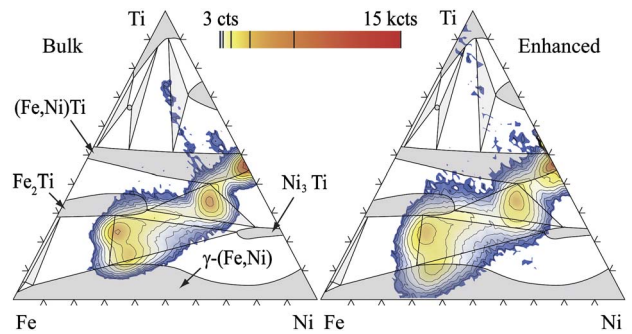 Ti 3 cts 15 kcts Ti
Bulk Enhanced
(Fe,Ni)Ti
Fe₂Ti
Ni₃ Ti
γ-(Fe,Ni)
Fe Ni Fe Ni